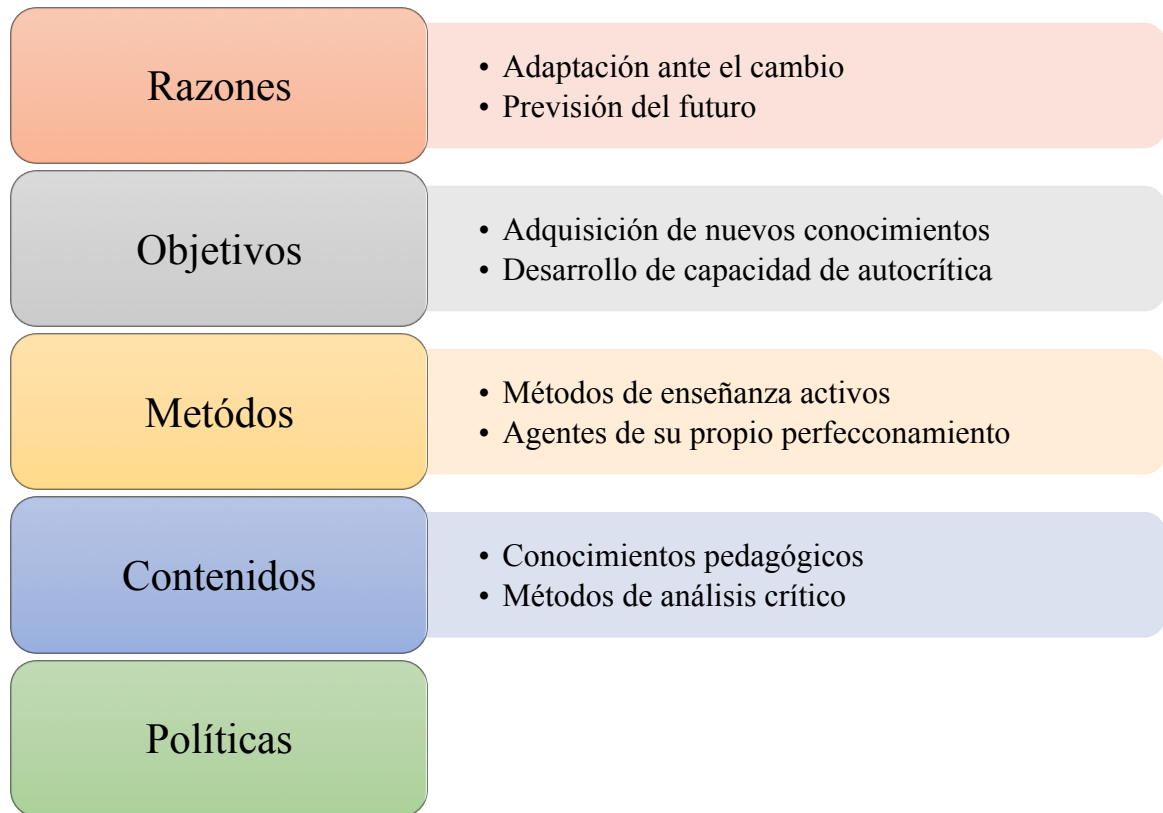 Razones
• Adaptación ante el cambio
• Previsión del futuro
Objetivos
• Adquisición de nuevos conocimientos
• Desarrollo de capacidad de autocrítica
Metódos
• Métodos de enseñanza activos
• Agentes de su propio perfecconamiento
Contenidos
• Conocimientos pedagógicos
• Métodos de análisis crítico
Políticas